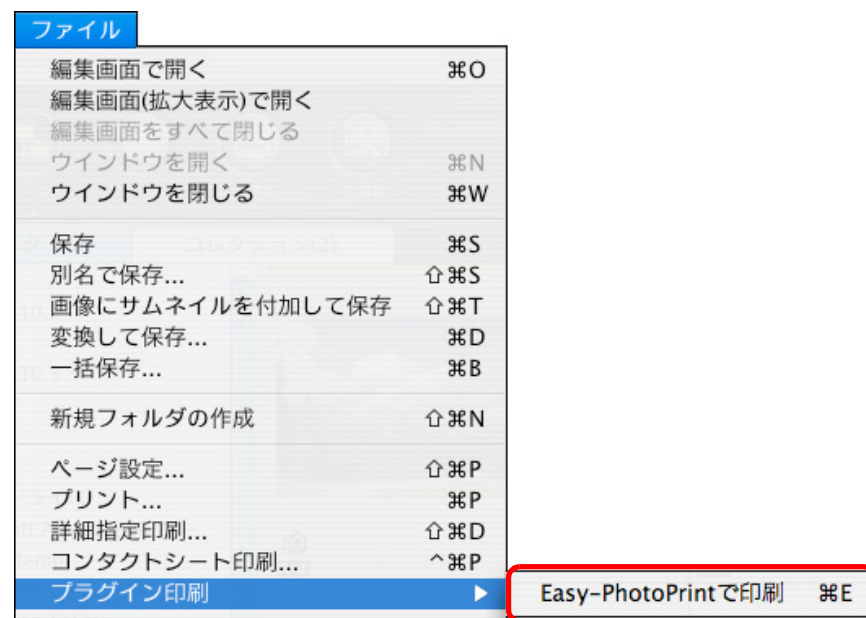 ファイル
編集画面で開く ⌘O
編集画面(拡大表示)で開く
編集画面をすべて閉じる
ウインドウを開く ⌘N
ウインドウを閉じる ⌘W
保存 ⌘S
別名で保存... ⇧⌘S
画像にサムネイルを付加して保存 ⇧⌘T
変換して保存... ⌘D
一括保存... ⌘B
新規フォルダの作成 ⇧⌘N
ページ設定... ⇧⌘P
プリント... ⌘P
詳細指定印刷... ⇧⌘D
コンタクトシート印刷... ^⌘P
プラグイン印刷 ▶ Easy-PhotoPrintで印刷 ⌘E